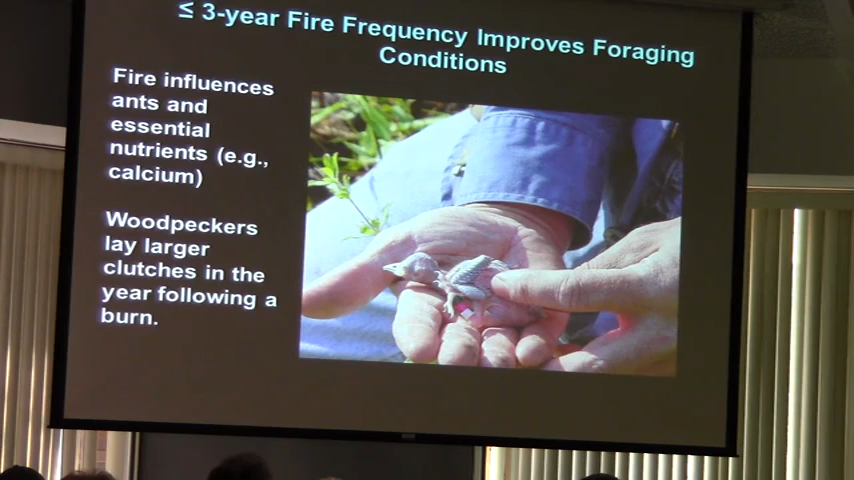 ≤ 3-year Fire Frequency Improves Foraging
Conditions
Fire influences
ants and
essential
nutrients (e.g.,
calcium)
Woodpeckers
lay larger
clutches in the
year following a
burn.